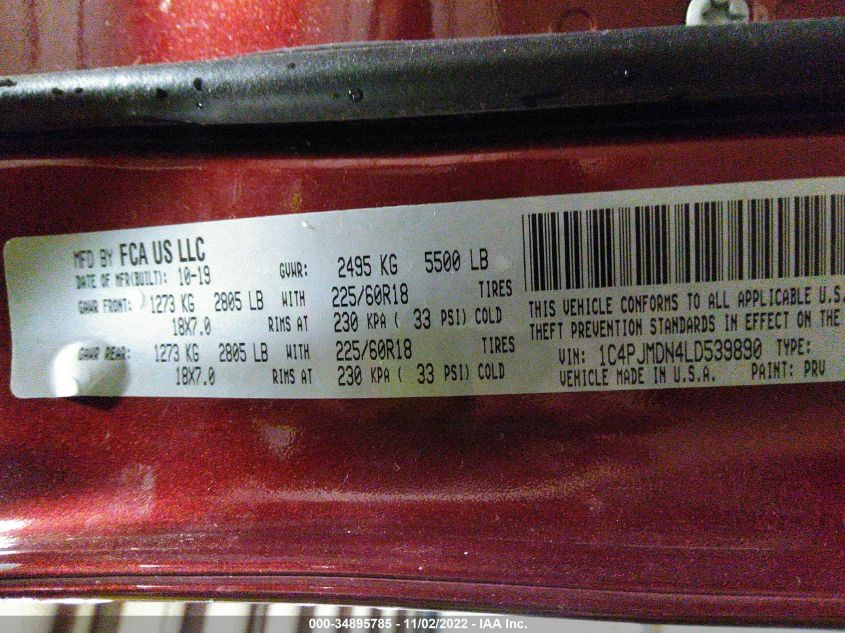 MFD BY FCA US LLC
DATE OF MFR(BUILT): 10-19
GVWR: 2495 KG 5500 LB
GAWR FRONT: 1273 KG 2805 LB WITH 225/60R18 TIRES
18X7.0 RIMS AT 230 KPA ( 33 PSI) COLD
GAWR REAR: 1273 KG 2805 LB WITH 225/60R18 TIRES
18X7.0 RIMS AT 230 KPA ( 33 PSI) COLD
THIS VEHICLE CONFORMS TO ALL APPLICABLE U.S.
THEFT PREVENTION STANDARDS IN EFFECT ON THE
VIN: 1C4PJMDN4LD539890 TYPE:
VEHICLE MADE IN U.S.A. PAINT: PRV
000-34895785 - 11/02/2022 - IAA Inc.